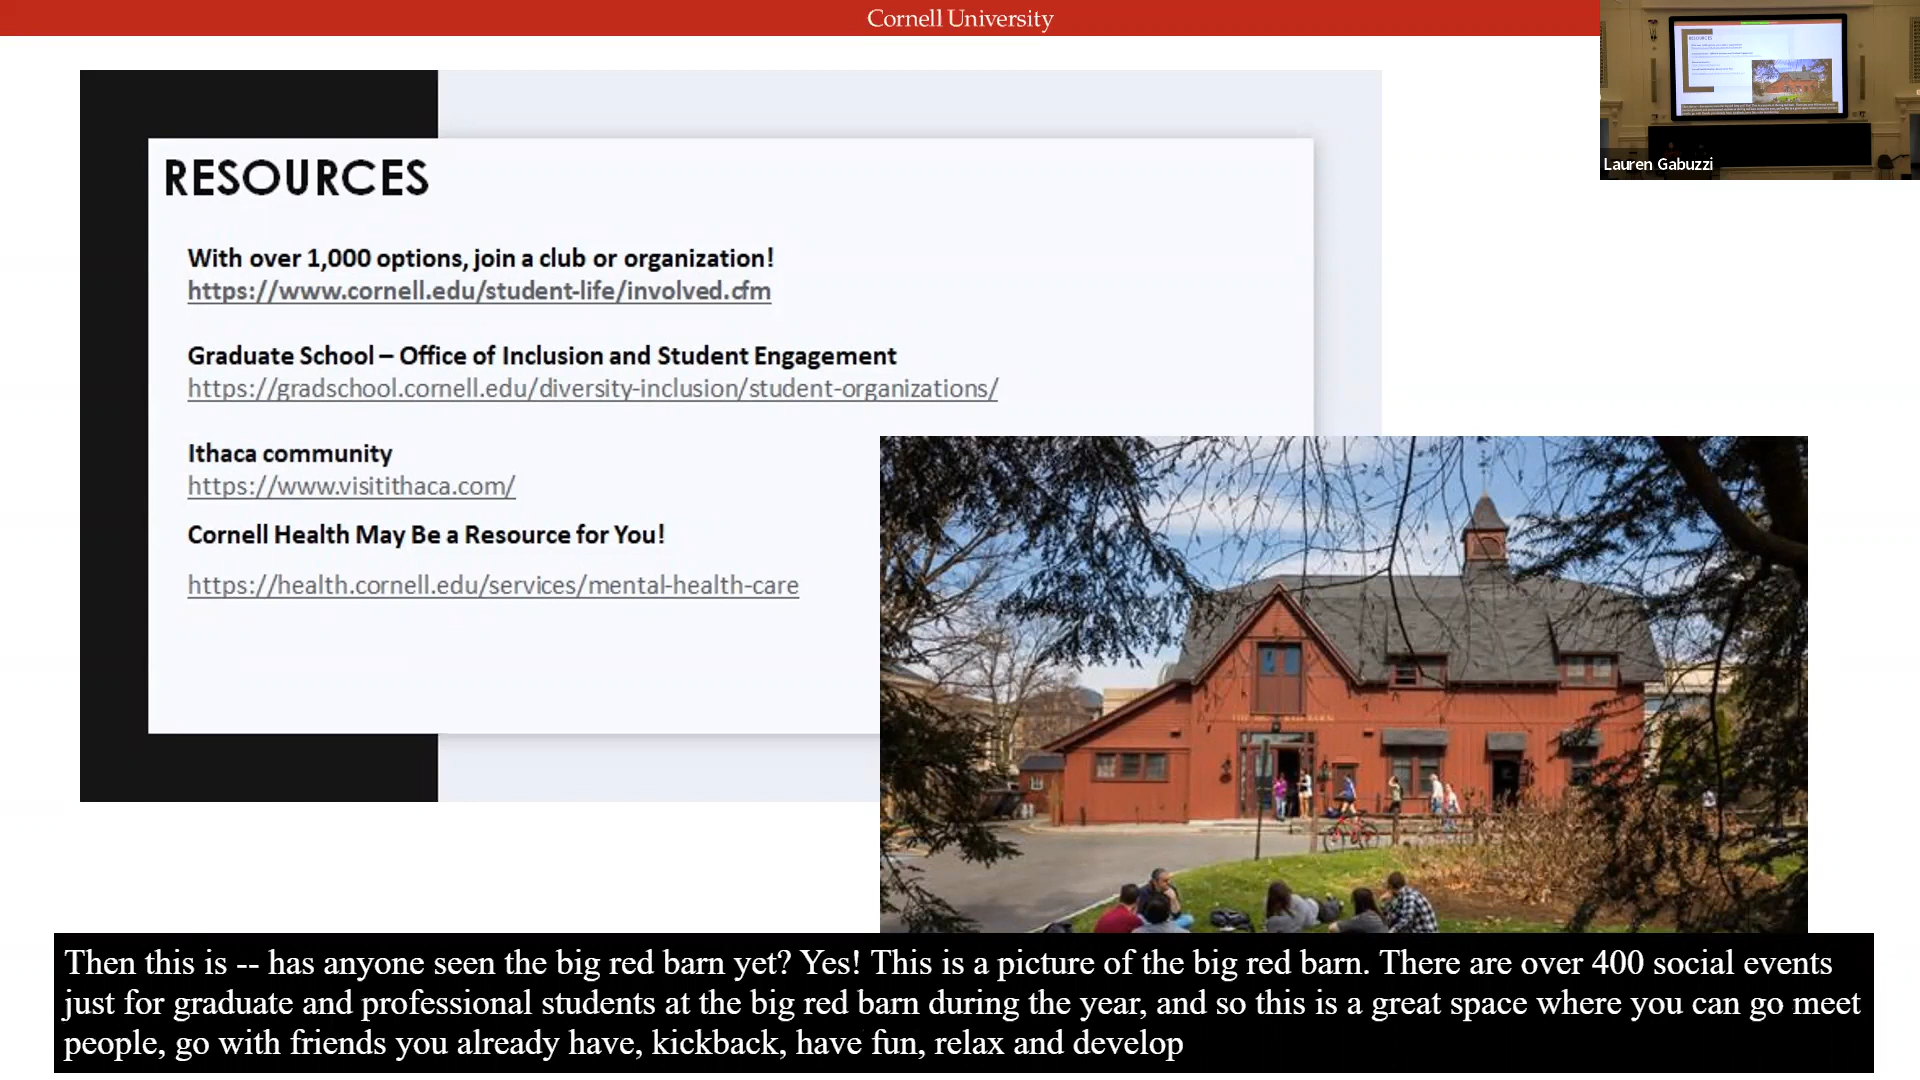 Cornell University
Lauren Gabuzzi
RESOURCES
With over 1,000 options, join a club or organization!
https://www.cornell.edu/student-life/involved.cfm
Graduate School – Office of Inclusion and Student Engagement
https://gradschool.cornell.edu/diversity-inclusion/student-organizations/
Ithaca community
https://www.visitithaca.com/
Cornell Health May Be a Resource for You!
https://health.cornell.edu/services/mental-health-care
Then this is -- has anyone seen the big red barn yet? Yes! This is a picture of the big red barn. There are over 400 social events
just for graduate and professional students at the big red barn during the year, and so this is a great space where you can go meet
people, go with friends you already have, kickback, have fun, relax and develop